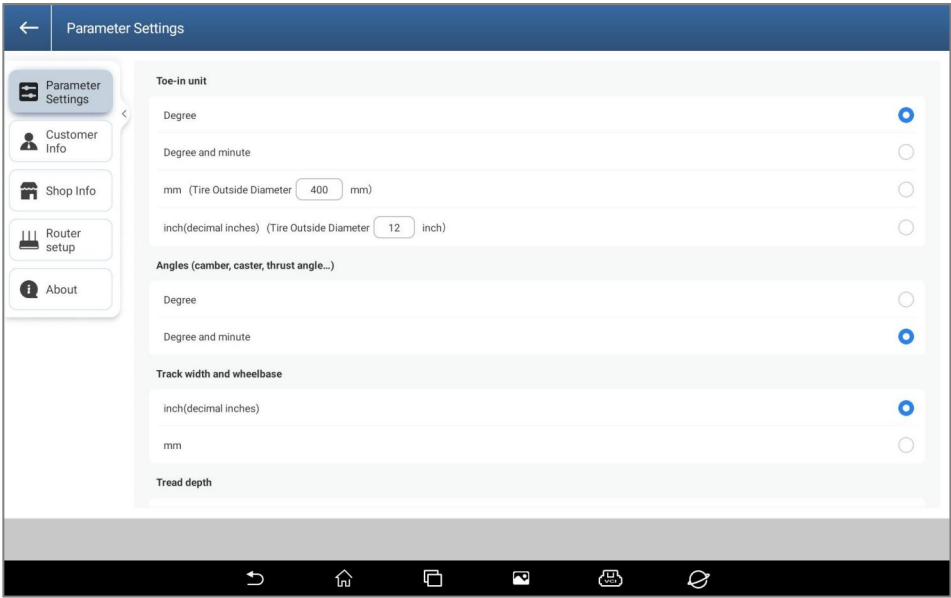 Parameter Settings
Parameter
Settings
Customer
Info
Shop Info
Router
setup
About
Toe-in unit
Degree
Degree and minute
mm (Tire Outside Diameter 400 mm)
inch(decimal inches) (Tire Outside Diameter 12 inch)
Angles (camber, caster, thrust angle...)
Degree
Degree and minute
Track width and wheelbase
inch(decimal inches)
mm
Tread depth
VCI